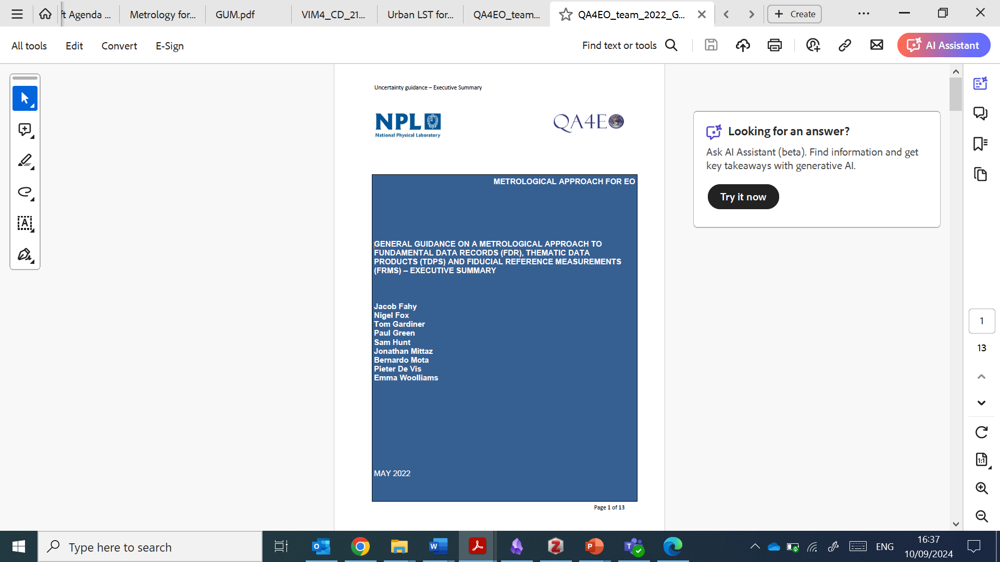 ft Agenda ...
Metrology for...
GUM.pdf
VIM4_CD_21...
Urban LST for...
QA4EO_team...
QA4EO_team_2022_G...
Create
All tools
Edit
Convert
E-Sign
Find text or tools
AI Assistant
Uncertainty guidance – Executive Summary
NPL
National Physical Laboratory
QA4EO
METROLOGICAL APPROACH FOR EO
GENERAL GUIDANCE ON A METROLOGICAL APPROACH TO
FUNDAMENTAL DATA RECORDS (FDR), THEMATIC DATA
PRODUCTS (TDPS) AND FIDUCIAL REFERENCE MEASUREMENTS
(FRMS) – EXECUTIVE SUMMARY
Jacob Fahy
Nigel Fox
Tom Gardiner
Paul Green
Sam Hunt
Jonathan Mittaz
Bernardo Mota
Pieter De Vis
Emma Woolliams
MAY 2022
Page 1 of 13
Looking for an answer?
Ask AI Assistant (beta). Find information and get
key takeaways with generative AI.
Try it now
1
13
1:1
Type here to search
ENG
16:37
10/09/2024